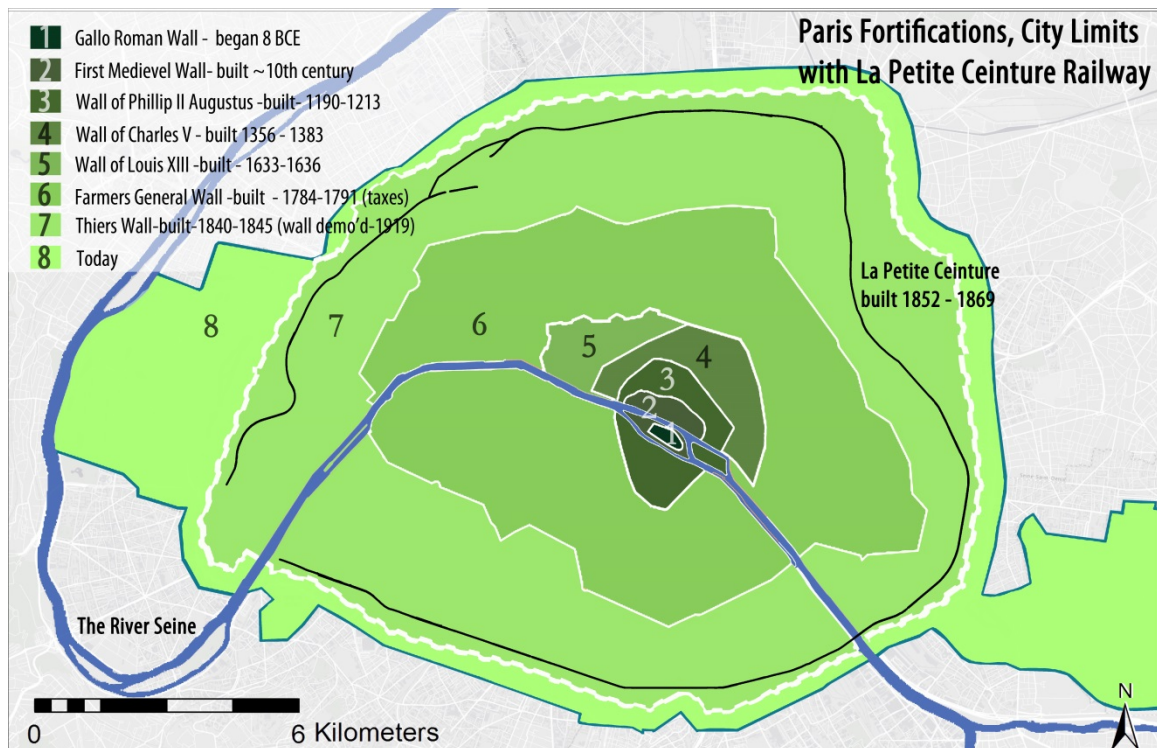 Paris Fortifications, City Limits
with La Petite Ceinture Railway
1 Gallo Roman Wall - began 8 BCE
2 First Medievel Wall- built ~10th century
3 Wall of Phillip II Augustus -built- 1190-1213
4 Wall of Charles V - built 1356 - 1383
5 Wall of Louis XIII -built - 1633-1636
6 Farmers General Wall -built - 1784-1791 (taxes)
7 Thiers Wall-built-1840-1845 (wall demo'd-1919)
8 Today
La Petite Ceinture
built 1852 - 1869
8
7
6
5
4
3
2
1
The River Seine
0 6 Kilometers
N